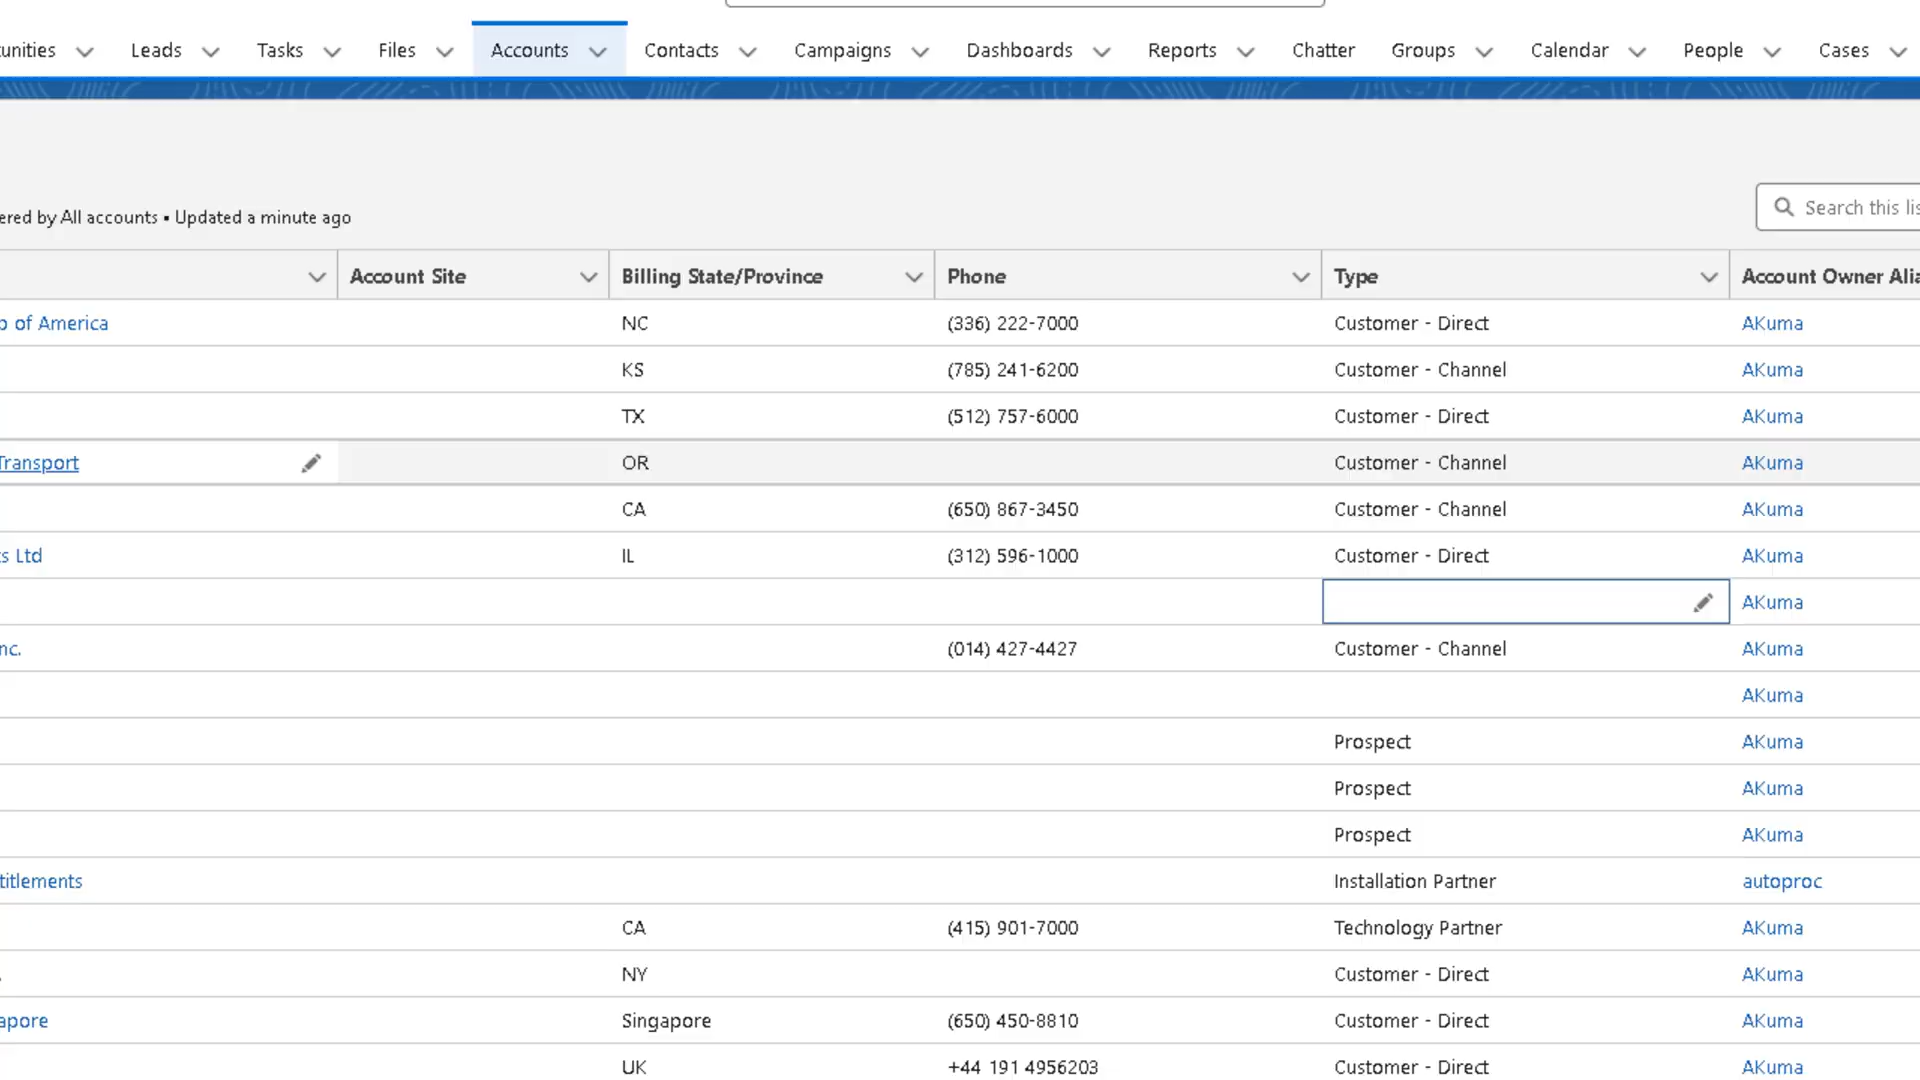 unities Leads Tasks Files Accounts Contacts Campaigns Dashboards Reports Chatter Groups Calendar People Cases
ered by All accounts • Updated a minute ago
Search this lis
Account Site Billing State/Province Phone Type Account Owner Alia
p of America NC (336) 222-7000 Customer - Direct AKuma
KS (785) 241-6200 Customer - Channel AKuma
TX (512) 757-6000 Customer - Direct AKuma
Transport OR Customer - Channel AKuma
CA (650) 867-3450 Customer - Channel AKuma
s Ltd IL (312) 596-1000 Customer - Direct AKuma
AKuma
nc. (014) 427-4427 Customer - Channel AKuma
AKuma
Prospect AKuma
Prospect AKuma
Prospect AKuma
titlements Installation Partner autoproc
CA (415) 901-7000 Technology Partner AKuma
NY Customer - Direct AKuma
apore Singapore (650) 450-8810 Customer - Direct AKuma
UK +44 191 4956203 Customer - Direct AKuma